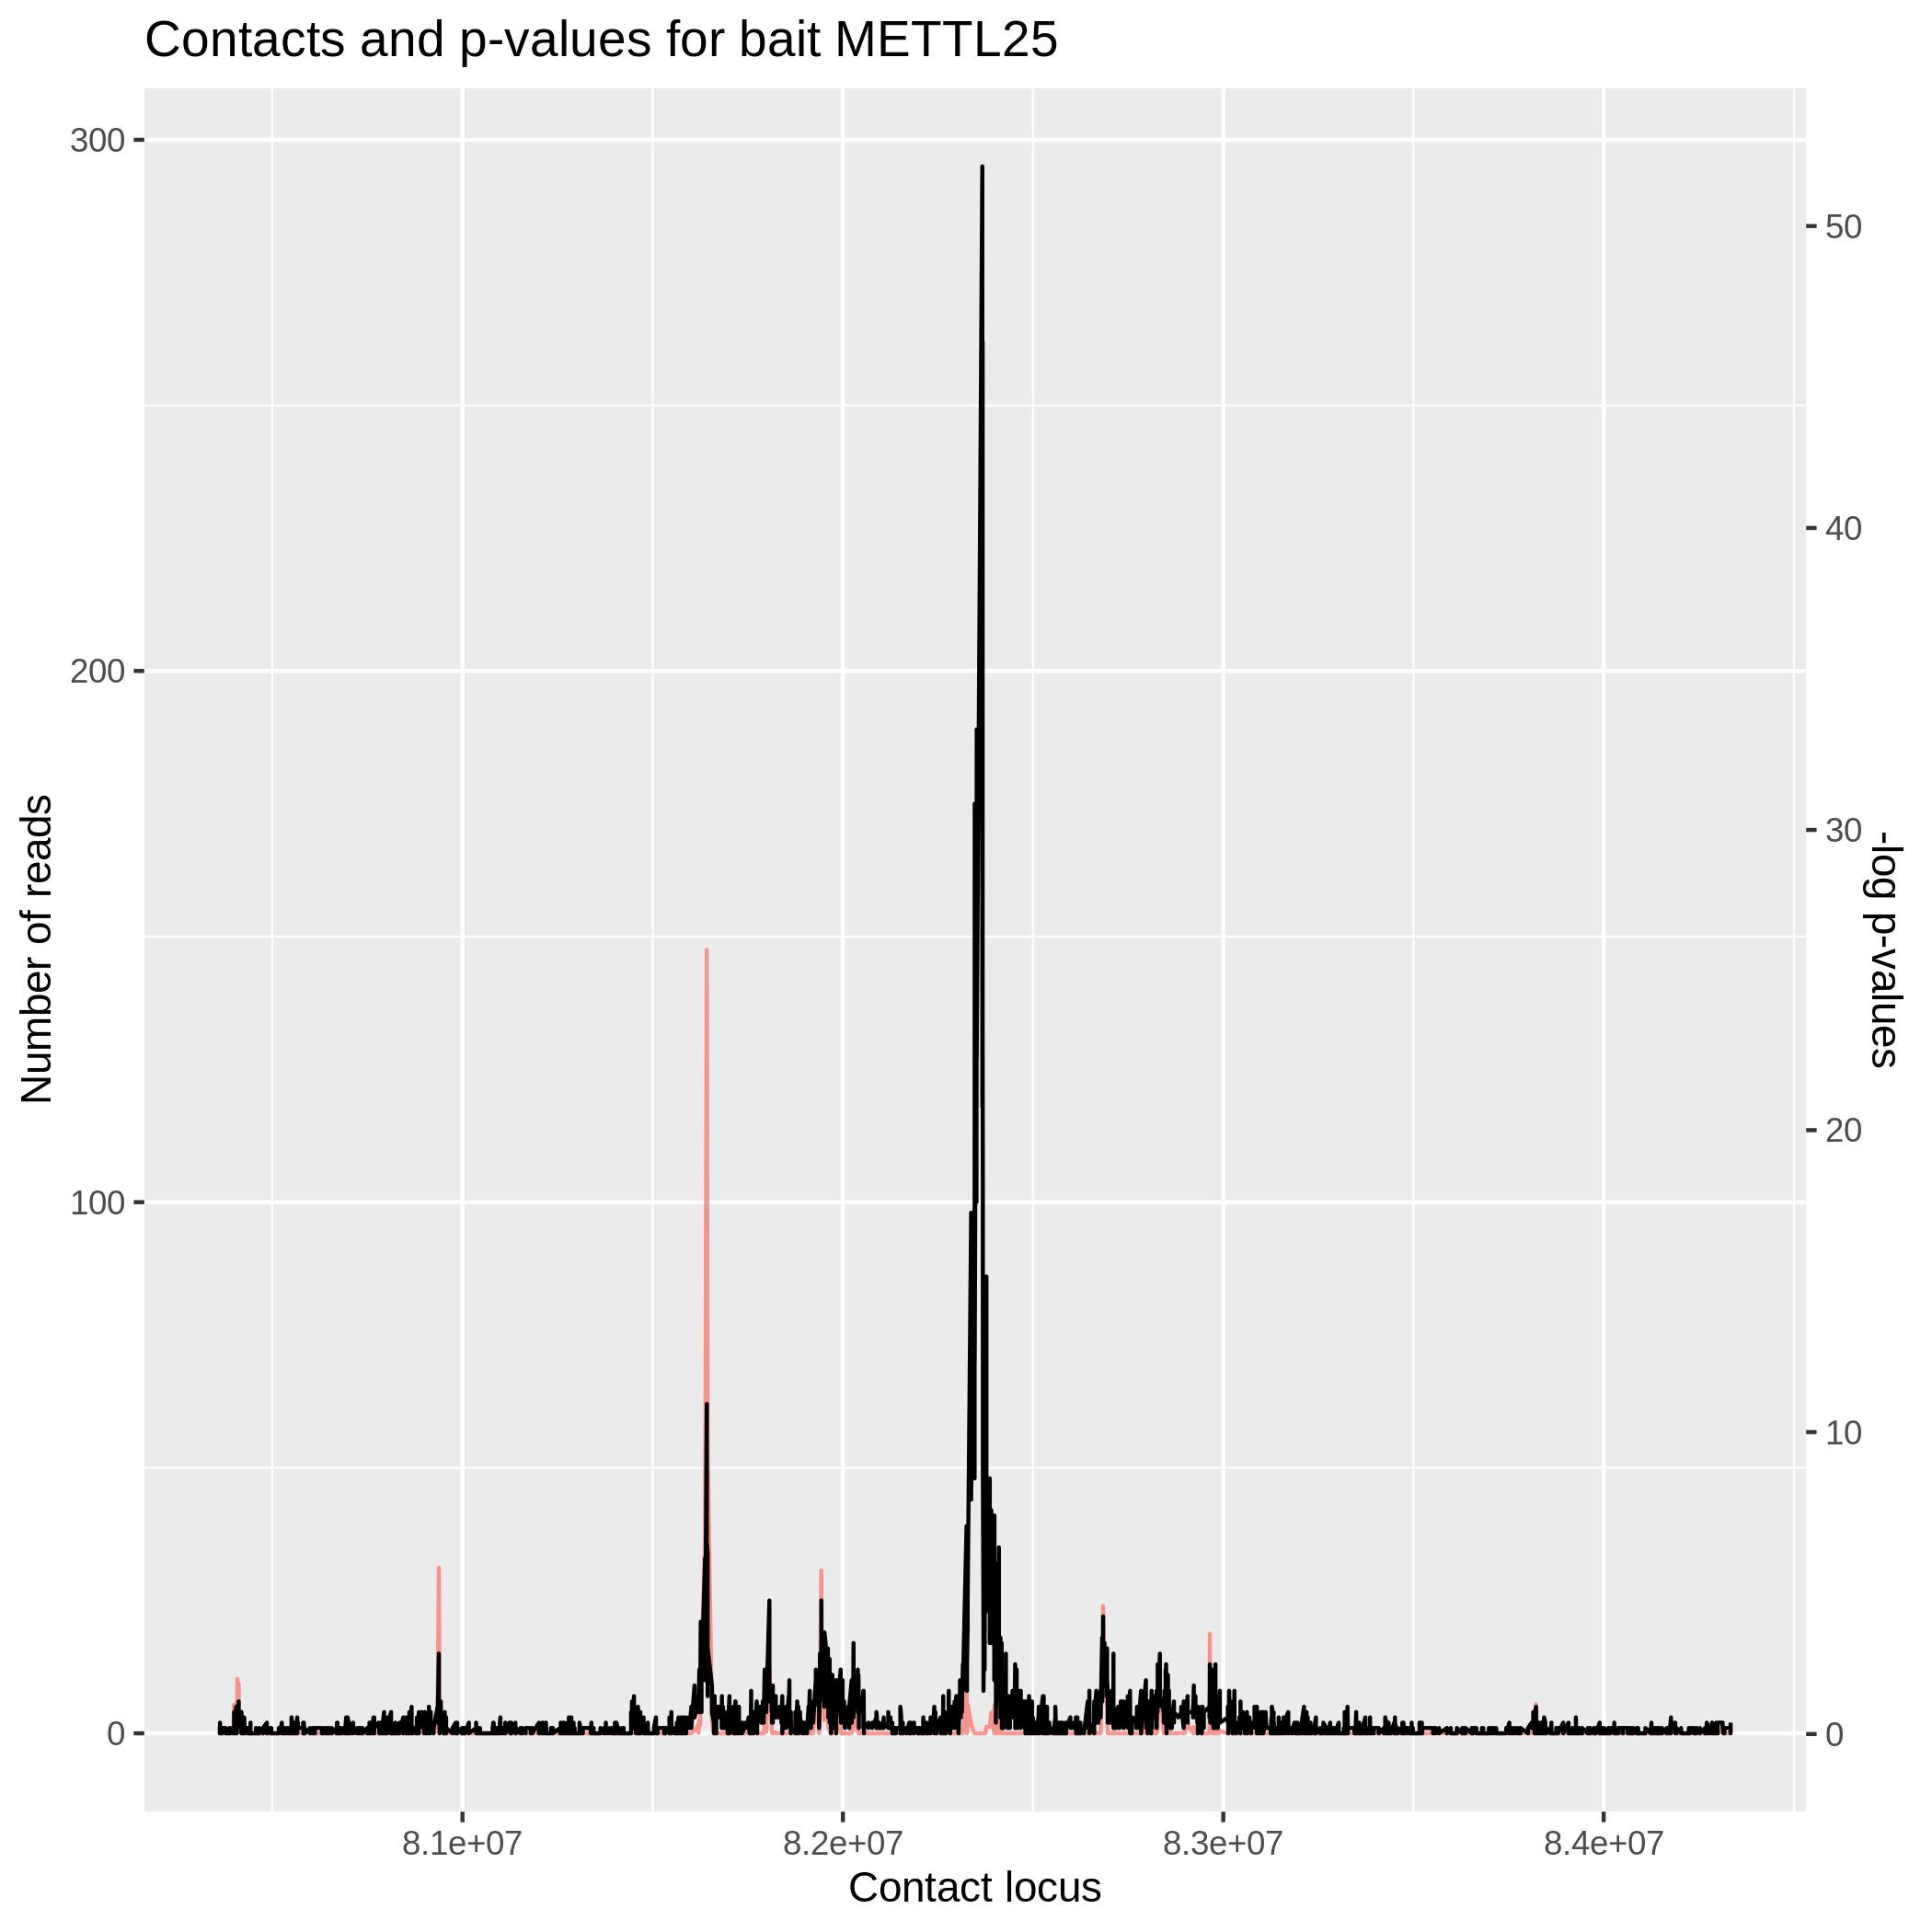 Contacts and p-values for bait METTL25
300
200
100
0
50
40
30
20
10
0
Number of reads
-log p-values
8.1e+07 8.2e+07 8.3e+07 8.4e+07
Contact locus